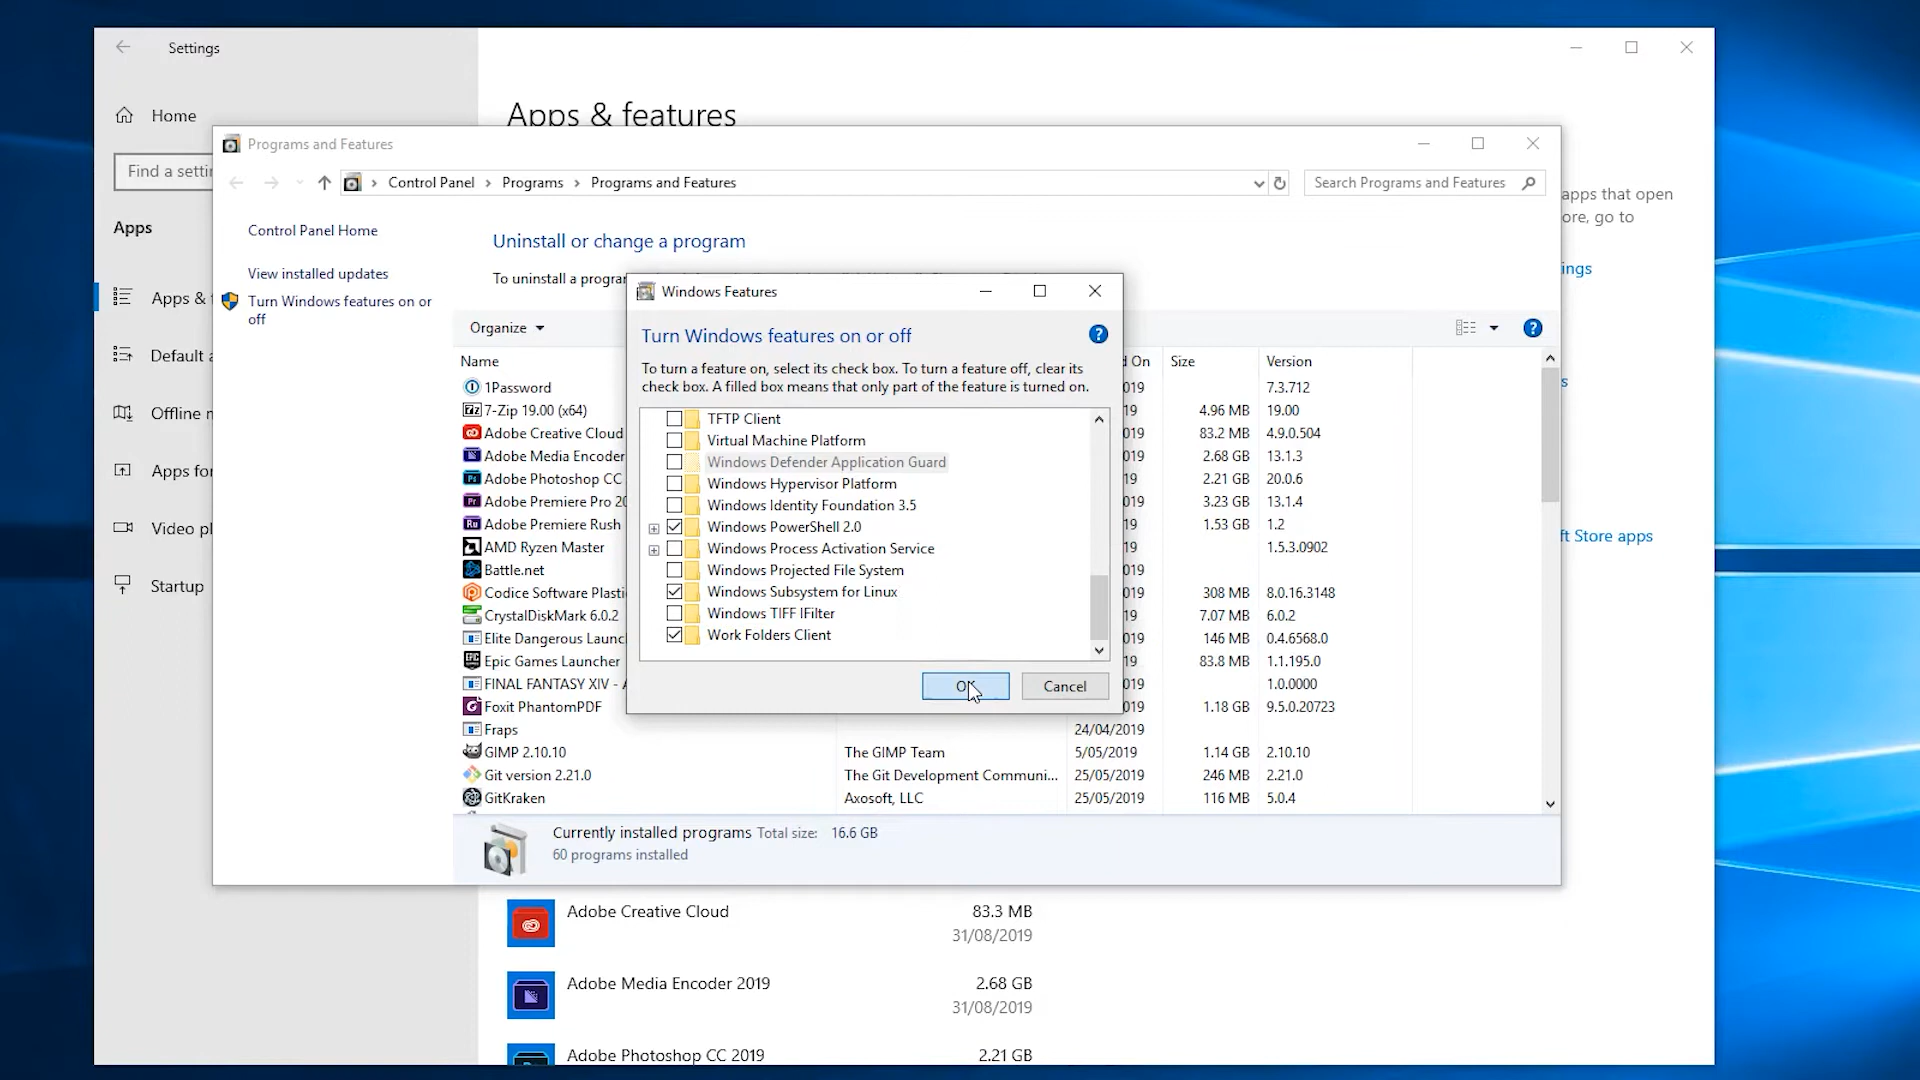 Settings
Home
Find a setti
Apps
Apps &
Default a
Offline m
Apps for
Video pl
Startup
Apps & features
apps that open
ore, go to
ings
s
ft Store apps
Programs and Features
Control Panel > Programs > Programs and Features
Search Programs and Features
Control Panel Home
View installed updates
Turn Windows features on or
off
Uninstall or change a program
To uninstall a progra
Organize
Name
d On
Size
Version
1Password
019
7.3.712
7-Zip 19.00 (x64)
19
4.96 MB
19.00
Adobe Creative Cloud
019
83.2 MB
4.9.0.504
Adobe Media Encoder
19
2.68 GB
13.1.3
Adobe Photoshop CC
19
2.21 GB
20.0.6
Adobe Premiere Pro 20
019
3.23 GB
13.1.4
Adobe Premiere Rush
019
1.53 GB
1.2
AMD Ryzen Master
19
1.5.3.0902
Battle.net
019
Codice Software Plasti
019
308 MB
8.0.16.3148
CrystalDiskMark 6.0.2
019
7.07 MB
6.0.2
Elite Dangerous Launc
019
146 MB
0.4.6568.0
Epic Games Launcher
19
83.8 MB
1.1.195.0
FINAL FANTASY XIV - A
019
1.0.0000
Foxit PhantomPDF
019
1.18 GB
9.5.0.20723
Fraps
24/04/2019
GIMP 2.10.10
The GIMP Team
5/05/2019
1.14 GB
2.10.10
Git version 2.21.0
The Git Development Communi...
25/05/2019
246 MB
2.21.0
GitKraken
Axosoft, LLC
25/05/2019
116 MB
5.0.4
Currently installed programs Total size: 16.6 GB
60 programs installed
Windows Features
Turn Windows features on or off
To turn a feature on, select its check box. To turn a feature off, clear its
check box. A filled box means that only part of the feature is turned on.
TFTP Client
Virtual Machine Platform
Windows Defender Application Guard
Windows Hypervisor Platform
Windows Identity Foundation 3.5
Windows PowerShell 2.0
Windows Process Activation Service
Windows Projected File System
Windows Subsystem for Linux
Windows TIFF IFilter
Work Folders Client
OK
Cancel
Adobe Creative Cloud
83.3 MB
31/08/2019
Adobe Media Encoder 2019
2.68 GB
31/08/2019
Adobe Photoshop CC 2019
2.21 GB